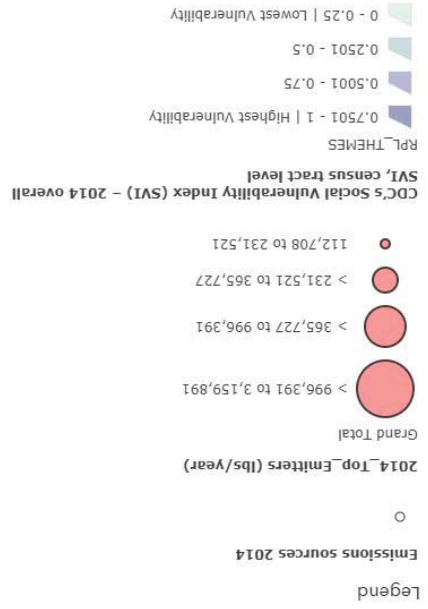 Legend
Emissions sources 2014
2014_Top_Emitters (lbs/year)
Grand Total
> 996,391 to 3,159,891
> 365,727 to 996,391
> 231,521 to 365,727
112,708 to 231,521
CDC's Social Vulnerability Index (SVI) – 2014 overall
SVI, census tract level
RPL_THEMES
0.7501 - 1 | Highest Vulnerability
0.5001 - 0.75
0.2501 - 0.5
0 - 0.25 | Lowest Vulnerability